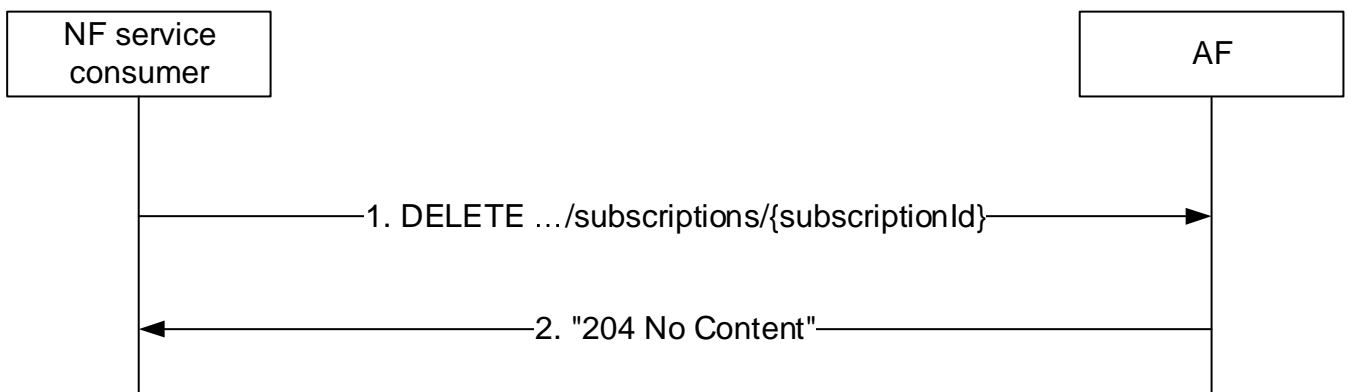 NF service
consumer
AF
1. DELETE …/subscriptions/{subscriptionId}
2. "204 No Content"